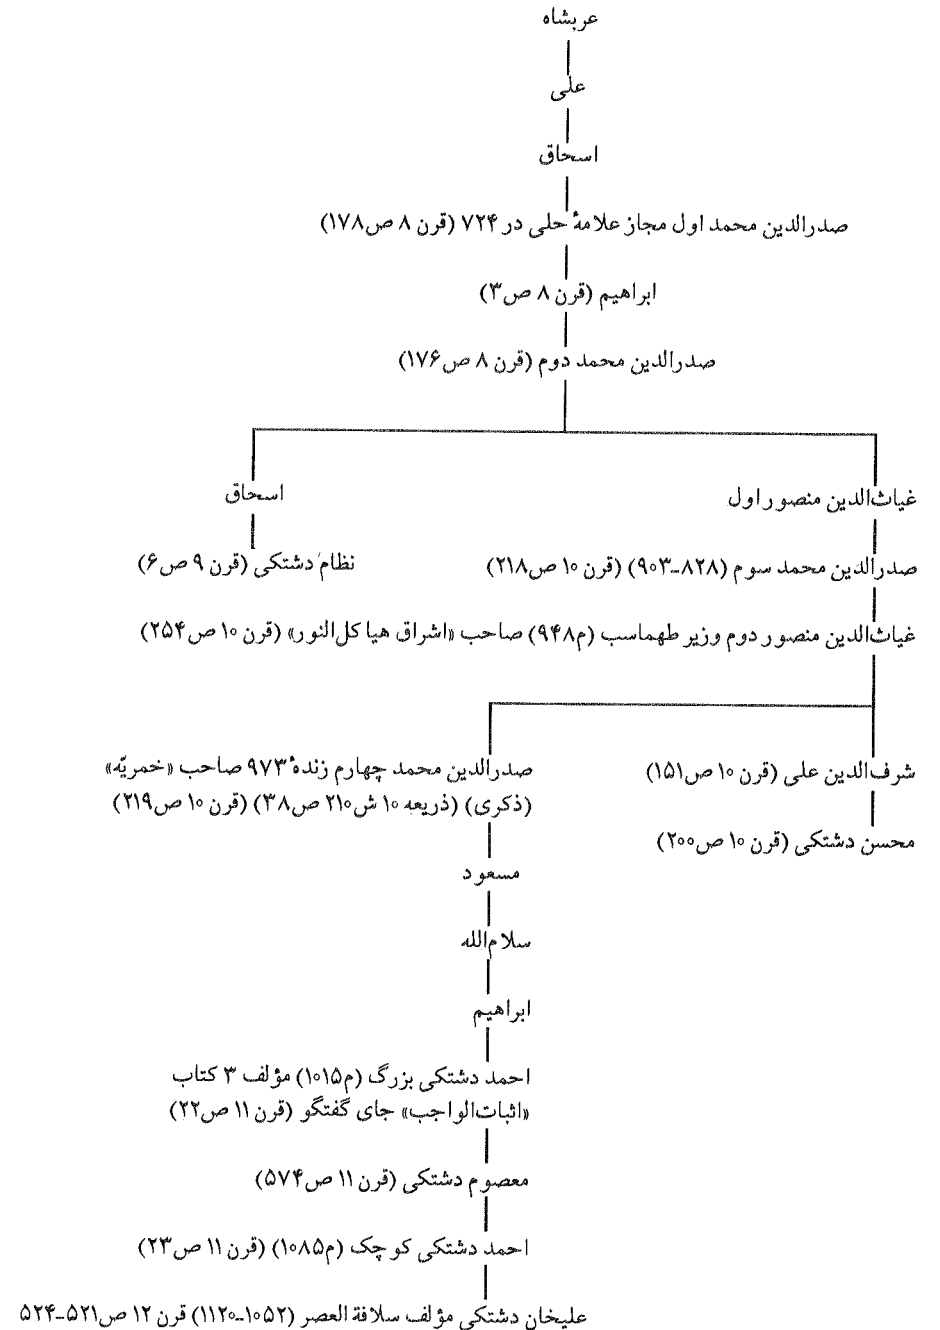 عربشاه
علی
اسحاق
صدرالدین محمد اول مجاز علامهٔ حلی در ۷۲۴ (قرن ۸ ص۱۷۸)
ابراهیم (قرن ۸ ص۳)
صدرالدین محمد دوم (قرن ۸ ص۱۷۶)
غیاث‌الدین منصور اول
اسحاق
صدرالدین محمد سوم (۸۲۸-۹۰۳) (قرن ۱۰ ص۲۱۸)
نظام دشتکی (قرن ۹ ص۶)
غیاث‌الدین منصور دوم وزیر طهماسب (م۹۴۸) صاحب «اشراق هیاکل‌النور» (قرن ۱۰ ص۲۵۴)
شرف‌الدین علی (قرن ۱۰ ص۱۵۱)
صدرالدین محمد چهارم زندهٔ ۹۷۳ صاحب «خمریّه»
(ذکری) (ذریعه ۱۰ ش۲۱۰ ص۳۸) (قرن ۱۰ ص۲۱۹)
محسن دشتکی (قرن ۱۰ ص۲۰۰)
مسعود
سلام‌الله
ابراهیم
احمد دشتکی بزرگ (م۱۰۱۵) مؤلف ۳ کتاب
«اثبات‌الواجب» جای گفتگو (قرن ۱۱ ص۲۲)
معصوم دشتکی (قرن ۱۱ ص۵۷۴)
احمد دشتکی کوچک (م۱۰۸۵) (قرن ۱۱ ص۲۳)
علیخان دشتکی مؤلف سلافة العصر (۱۰۵۲-۱۱۲۰) قرن ۱۲ ص۵۲۱-۵۲۴